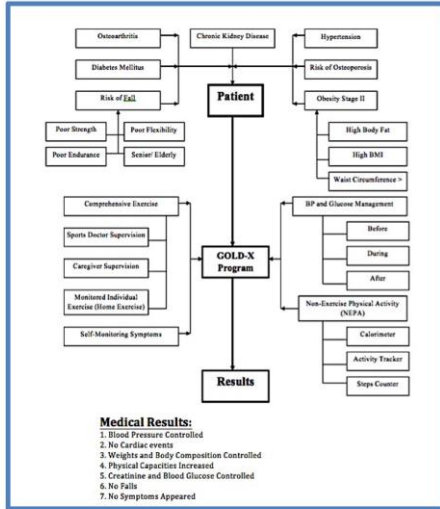 Osteoarthritis
Chronic Kidney Disease
Hypertension
Diabetes Mellitus
Risk of Osteporosis
Risk of Fall
Patient
Obesity Stage II
Poor Strength
Poor Flexibility
High Body Fat
Poor Endurance
Senior/ Elderly
High BMI
Waist Circumference >
Comprehensive Exercise
BP and Glucose Management
Sports Doctor Supervision
Before
Caregiver Supervision
GOLD-X
Program
During
After
Monitored Individual
Exercise (Home Exercise)
Non-Exercise Physical Activity
(NEPA)
Self-Monitoring Symptoms
Calorimeter
Activity Tracker
Results
Steps Counter
Medical Results:
1. Blood Pressure Controlled
2. No Cardiac events
3. Weights and Body Composition Controlled
4. Physical Capacities Increased
5. Creatinine and Blood Glucose Controlled
6. No Falls
7. No Symptoms Appeared